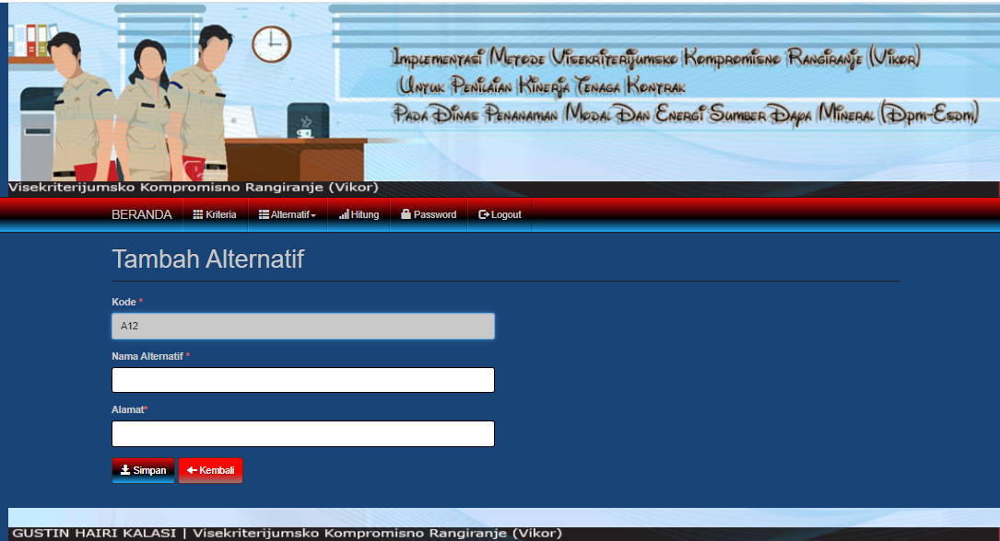 Implementasi Metode Visekriterijumsko Kompromisno Rangiranje (Vikor)
Untuk Penilaian Kinerja Tenaga Kontrak
Pada Dinas Penanaman Modal Dan Energi Sumber Daya Mineral (Dpm-Esdm)
Visekriterijumsko Kompromisno Rangiranje (Vikor)
BERANDA Kriteria Alternatif Hitung Password Logout
Tambah Alternatif
Kode *
A12
Nama Alternatif *
Alamat*
Simpan Kembali
GUSTIN HAIRI KALASI | Visekriterijumsko Kompromisno Rangiranje (Vikor)